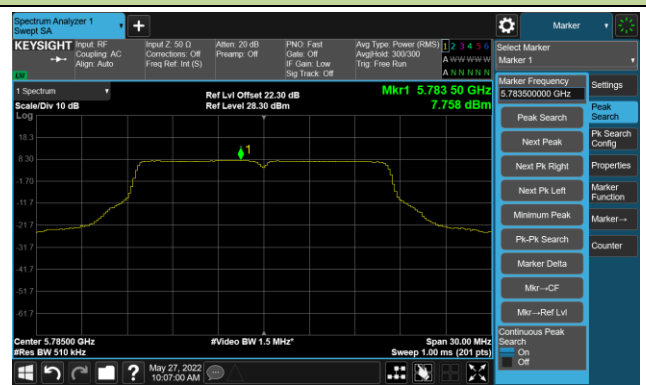 Spectrum Analyzer 1
Swept SA
Marker
KEYSIGHT
Input: RF
Coupling: AC
Align: Auto
Input Z: 50 Ω
Corrections: Off
Freq Ref: Int (S)
Atten: 20 dB
Preamp: Off
PNO: Fast
Gate: Off
IF Gain: Low
Sig Track: Off
Avg Type: Power (RMS)
Avg|Hold: 300/300
Trig: Free Run
1 2 3 4 5 6
A W W W W W
A N N N N N
LW
Select Marker
Marker 1
1 Spectrum
Scale/Div 10 dB
Log
Ref Lvl Offset 22.30 dB
Ref Level 28.30 dBm
Mkr1 5.783 50 GHz
7.758 dBm
18.3
8.30
-1.70
-11.7
-21.7
-31.7
-41.7
-51.7
-61.7
1
Center 5.78500 GHz
#Res BW 510 kHz
#Video BW 1.5 MHz*
Span 30.00 MHz
Sweep 1.00 ms (201 pts)
Marker Frequency
5.783500000 GHz
Peak Search
Next Peak
Next Pk Right
Next Pk Left
Minimum Peak
Pk-Pk Search
Marker Delta
Mkr→CF
Mkr→Ref Lvl
Continuous Peak
Search
On
Off
Settings
Peak
Search
Pk Search
Config
Properties
Marker
Function
Marker→
Counter
May 27, 2022
10:07:00 AM